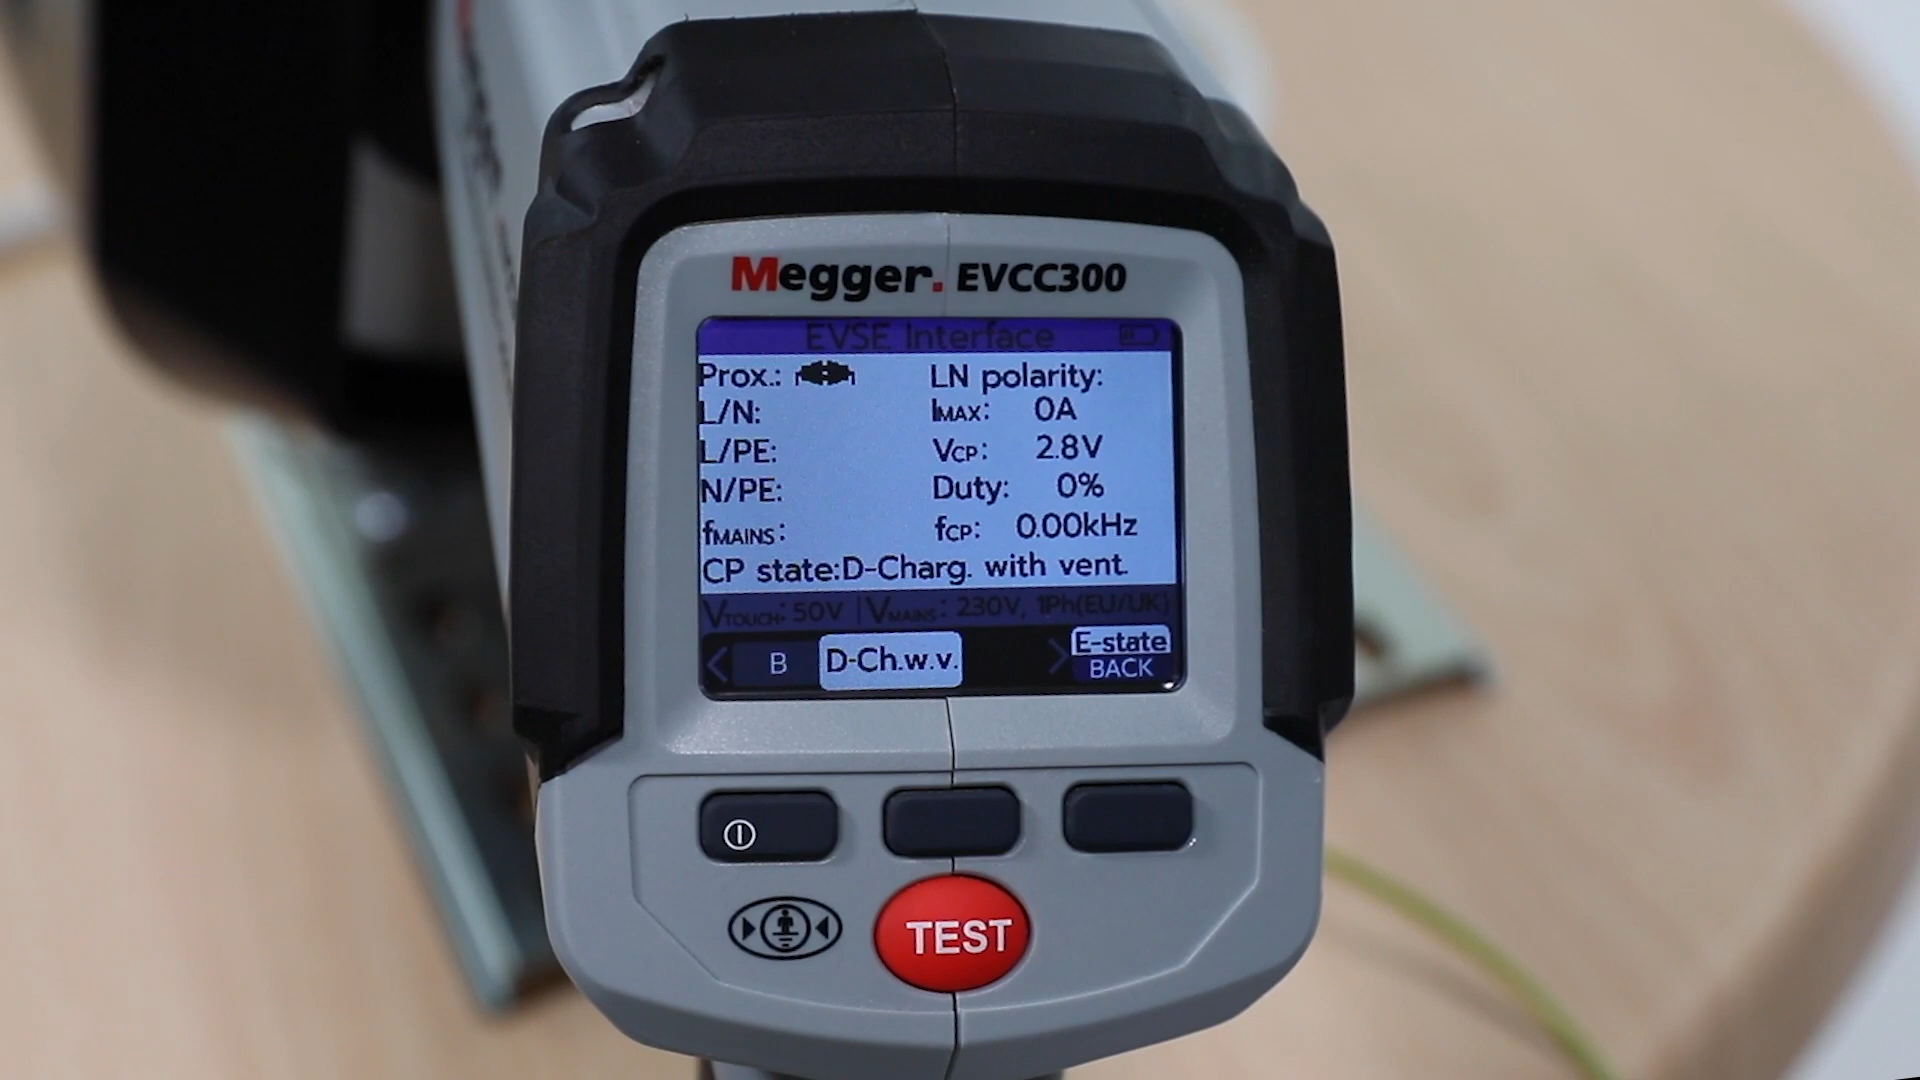 Megger. EVCC300
EVSE Interface
Prox.: LN polarity:
L/N: IMAX: 0A
L/PE: VCP: 2.8V
N/PE: Duty: 0%
fMAINS: fCP: 0.00kHz
CP state:D-Charg. with vent.
VTOUCH: 50V | VMAINS: 230V, 1Ph(EU/UK)
< B D-Ch.w.v. > E-state
BACK
TEST